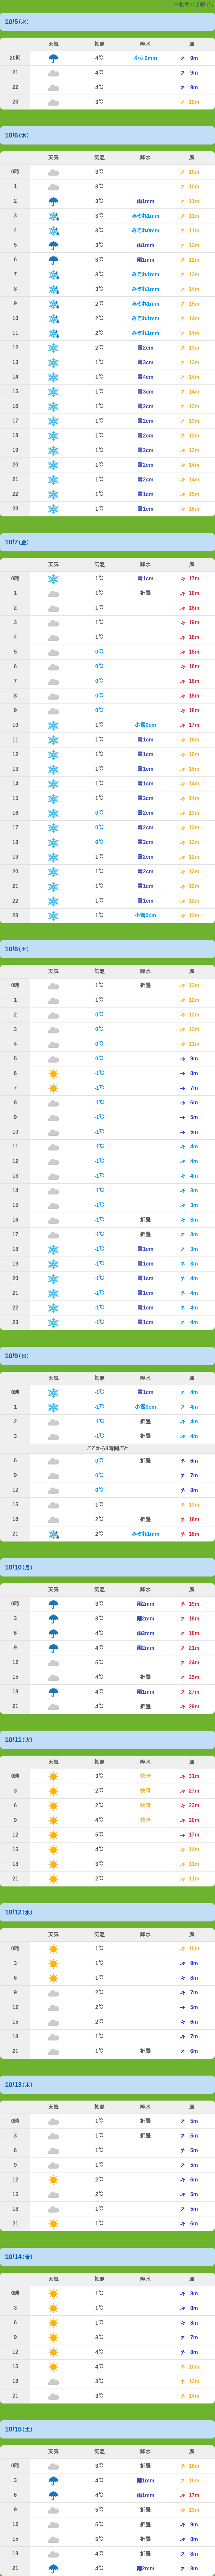 10/5(水)
天気 気温 降水 風
20時 4℃ 小雨0mm 9m
21 4℃ 9m
22 4℃ 9m
23 3℃ 10m
10/6(木)
天気 気温 降水 風
0時 3℃ 10m
1 3℃ 10m
2 3℃ 雨1mm 11m
3 3℃ みぞれ1mm 11m
4 3℃ みぞれ0mm 11m
5 3℃ 雨1mm 12m
6 3℃ 雨1mm 12m
7 3℃ みぞれ1mm 13m
8 3℃ みぞれ1mm 14m
9 2℃ みぞれ1mm 15m
10 2℃ みぞれ1mm 14m
11 2℃ みぞれ1mm 14m
12 2℃ 雪2cm 13m
13 1℃ 雪3cm 13m
14 1℃ 雪4cm 14m
15 1℃ 雪3cm 14m
16 1℃ 雪2cm 13m
17 1℃ 雪2cm 13m
18 1℃ 雪2cm 13m
19 1℃ 雪2cm 13m
20 1℃ 雪2cm 14m
21 1℃ 雪2cm 14m
22 1℃ 雪1cm 15m
23 1℃ 雪1cm 16m
10/7(金)
天気 気温 降水 風
0時 1℃ 雪1cm 17m
1 1℃ 折曇 18m
2 1℃ 18m
3 1℃ 19m
4 1℃ 18m
5 0℃ 18m
6 0℃ 18m
7 0℃ 18m
8 0℃ 18m
9 0℃ 18m
10 1℃ 小雪0cm 17m
11 1℃ 雪1cm 16m
12 1℃ 雪1cm 16m
13 1℃ 雪1cm 15m
14 1℃ 雪1cm 14m
15 1℃ 雪2cm 14m
16 0℃ 雪2cm 13m
17 0℃ 雪2cm 13m
18 0℃ 雪2cm 12m
19 1℃ 雪2cm 12m
20 1℃ 雪2cm 12m
21 1℃ 雪1cm 12m
22 1℃ 雪1cm 12m
23 1℃ 小雪0cm 12m
10/8(土)
天気 気温 降水 風
0時 1℃ 折曇 13m
1 1℃ 12m
2 0℃ 12m
3 0℃ 12m
4 0℃ 11m
5 0℃ 9m
6 -1℃ 8m
7 -1℃ 7m
8 -1℃ 6m
9 -1℃ 5m
10 -1℃ 5m
11 -1℃ 4m
12 -1℃ 4m
13 -1℃ 4m
14 -1℃ 3m
15 -1℃ 3m
16 -1℃ 折曇 3m
17 -1℃ 折曇 3m
18 -1℃ 雪1cm 3m
19 -1℃ 雪1cm 3m
20 -1℃ 雪1cm 4m
21 -1℃ 雪1cm 4m
22 -1℃ 雪1cm 4m
23 -1℃ 雪1cm 4m
10/9(日)
天気 気温 降水 風
0時 -1℃ 雪1cm 4m
1 -1℃ 小雪0cm 4m
2 -1℃ 折曇 4m
3 -1℃ 折曇 4m
ここから3時間ごと
6 0℃ 折曇 6m
9 0℃ 7m
12 0℃ 8m
15 1℃ 13m
18 2℃ 折曇 18m
21 2℃ みぞれ1mm 18m
10/10(月)
天気 気温 降水 風
0時 3℃ 雨2mm 19m
3 3℃ 雨2mm 18m
6 4℃ 雨2mm 18m
9 4℃ 雨2mm 21m
12 5℃ 24m
15 4℃ 折曇 25m
18 4℃ 雨1mm 27m
21 4℃ 折曇 29m
10/11(火)
天気 気温 降水 風
0時 3℃ 快晴 31m
3 2℃ 快晴 27m
6 2℃ 快晴 23m
9 4℃ 快晴 20m
12 5℃ 17m
15 4℃ 14m
18 3℃ 11m
21 2℃ 11m
10/12(水)
天気 気温 降水 風
0時 1℃ 10m
3 1℃ 9m
6 1℃ 8m
9 2℃ 7m
12 2℃ 5m
15 2℃ 6m
18 1℃ 7m
21 1℃ 折曇 6m
10/13(木)
天気 気温 降水 風
0時 1℃ 折曇 5m
3 1℃ 折曇 5m
6 1℃ 5m
9 1℃ 5m
12 2℃ 6m
15 2℃ 5m
18 1℃ 5m
21 1℃ 6m
10/14(金)
天気 気温 降水 風
0時 1℃ 8m
3 1℃ 8m
6 1℃ 8m
9 3℃ 7m
12 4℃ 8m
15 4℃ 10m
18 3℃ 12m
21 3℃ 14m
10/15(土)
天気 気温 降水 風
0時 3℃ 折曇 16m
3 4℃ 雨1mm 16m
6 4℃ 雨1mm 17m
9 5℃ 折曇 13m
12 5℃ 折曇 9m
15 5℃ 折曇 8m
18 4℃ 折曇 8m
21 4℃ 雨2mm 8m